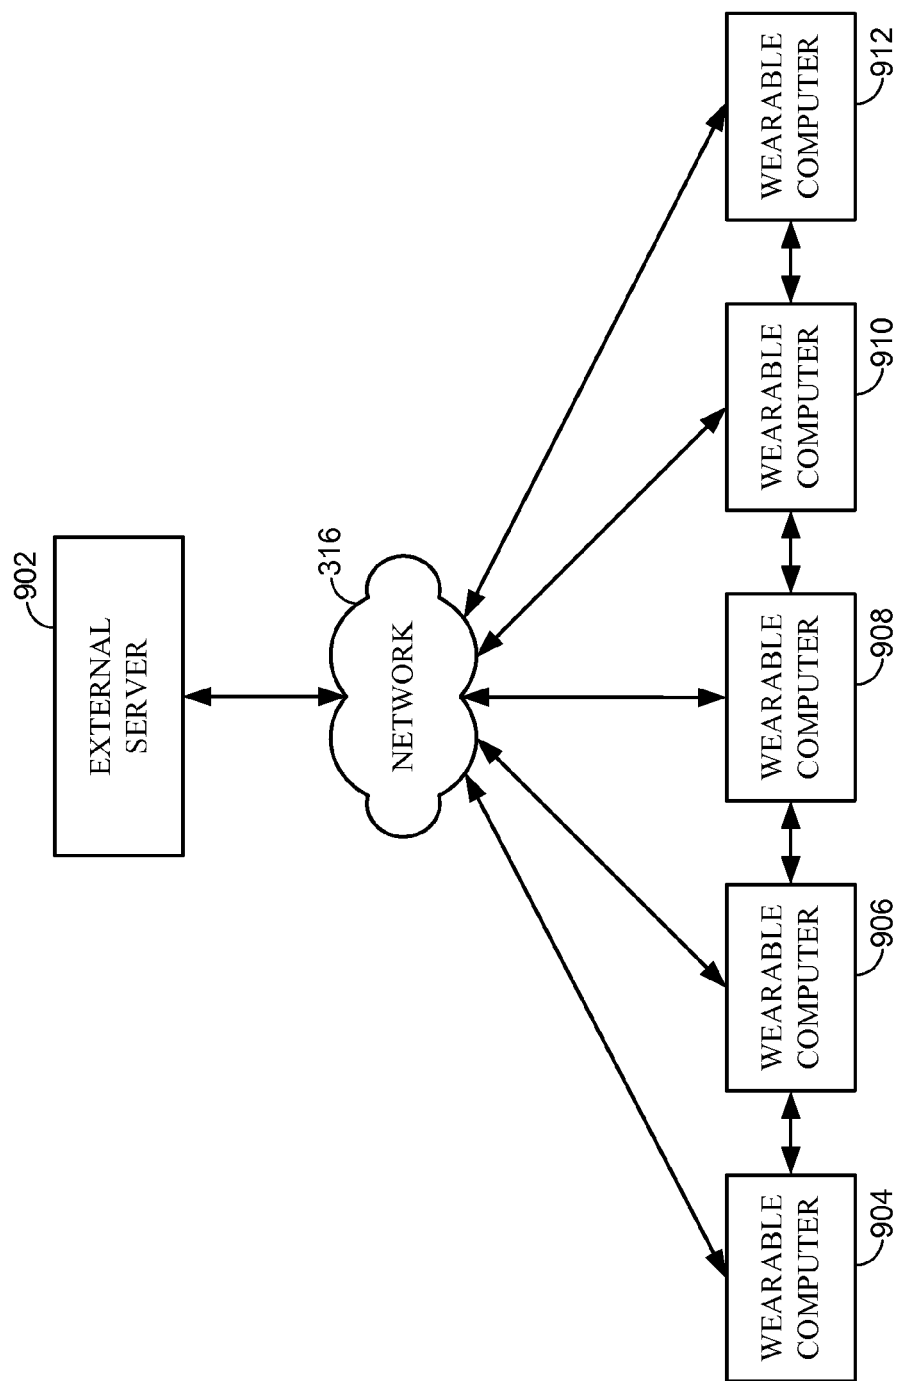 902
EXTERNAL
SERVER
316
NETWORK
WEARABLE
COMPUTER
904
WEARABLE
COMPUTER
906
WEARABLE
COMPUTER
908
WEARABLE
COMPUTER
910
WEARABLE
COMPUTER
912